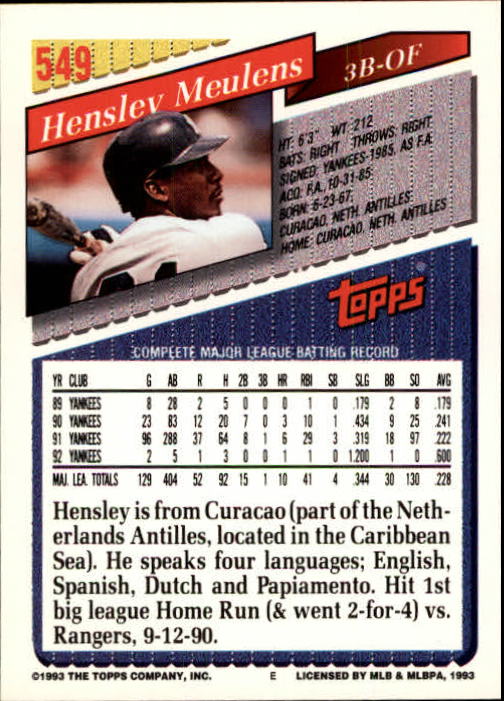 549
Hensley Meulens
3B-OF
HT: 6'3" WT: 212
BATS: RIGHT THROWS: RIGHT
SIGNED: YANKEES-1985, AS F.A.
ACQ: F.A., 10-31-85
BORN: 6-23-67,
CURACAO, NETH. ANTILLES
HOME: CURACAO, NETH. ANTILLES
TOPPS
COMPLETE MAJOR LEAGUE BATTING RECORD
YR CLUB G AB R H 2B 3B HR RBI SB SLG BB SO AVG
89 YANKEES 8 28 2 5 0 0 0 1 0 .179 2 8 .179
90 YANKEES 23 83 12 20 7 0 3 10 1 .434 9 25 .241
91 YANKEES 96 288 37 64 8 1 6 29 3 .319 18 97 .222
92 YANKEES 2 5 1 3 0 0 1 1 0 1.200 1 0 .600
MAJ. LEA. TOTALS 129 404 52 92 15 1 10 41 4 .344 30 130 .228
Hensley is from Curacao (part of the Neth-
erlands Antilles, located in the Caribbean
Sea). He speaks four languages; English,
Spanish, Dutch and Papiamento. Hit 1st
big league Home Run (& went 2-for-4) vs.
Rangers, 9-12-90.
©1993 THE TOPPS COMPANY, INC. E LICENSED BY MLB & MLBPA, 1993